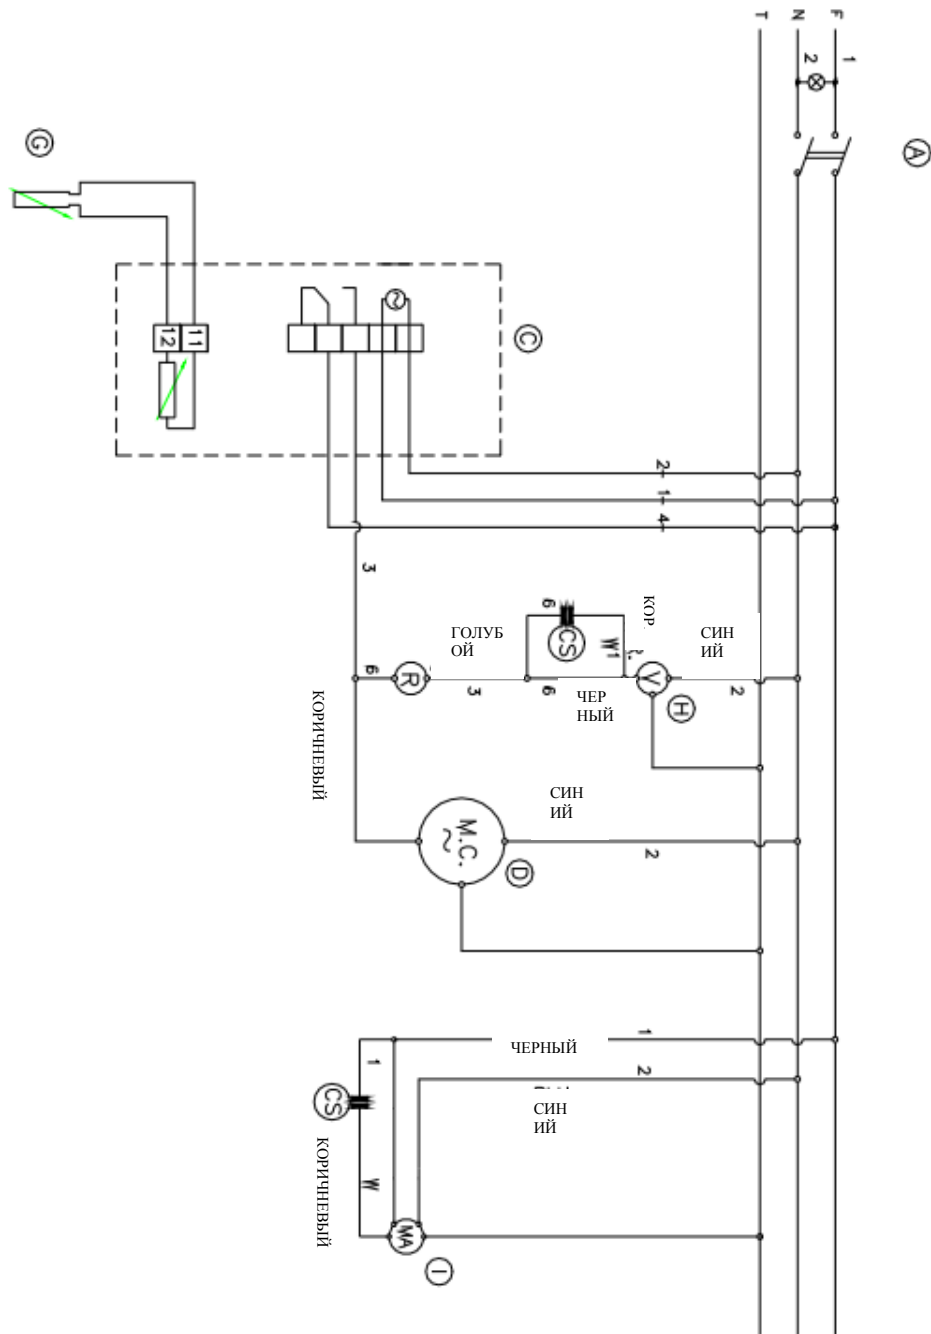 T N F
2 1
A
G
12 11
C
2
1
4
3
6 CS W1
КОР.
ГОЛУБ
ОЙ
СИН
ИЙ
6 R 3 6 V 2
ЧЕР
НЫЙ
H
КОРИЧНЕВЫЙ
СИН
ИЙ
M.C.
2
D
1
ЧЕРНЫЙ
1
2
CS
СИН
ИЙ
КОРИЧНЕВЫЙ
W
MA
I